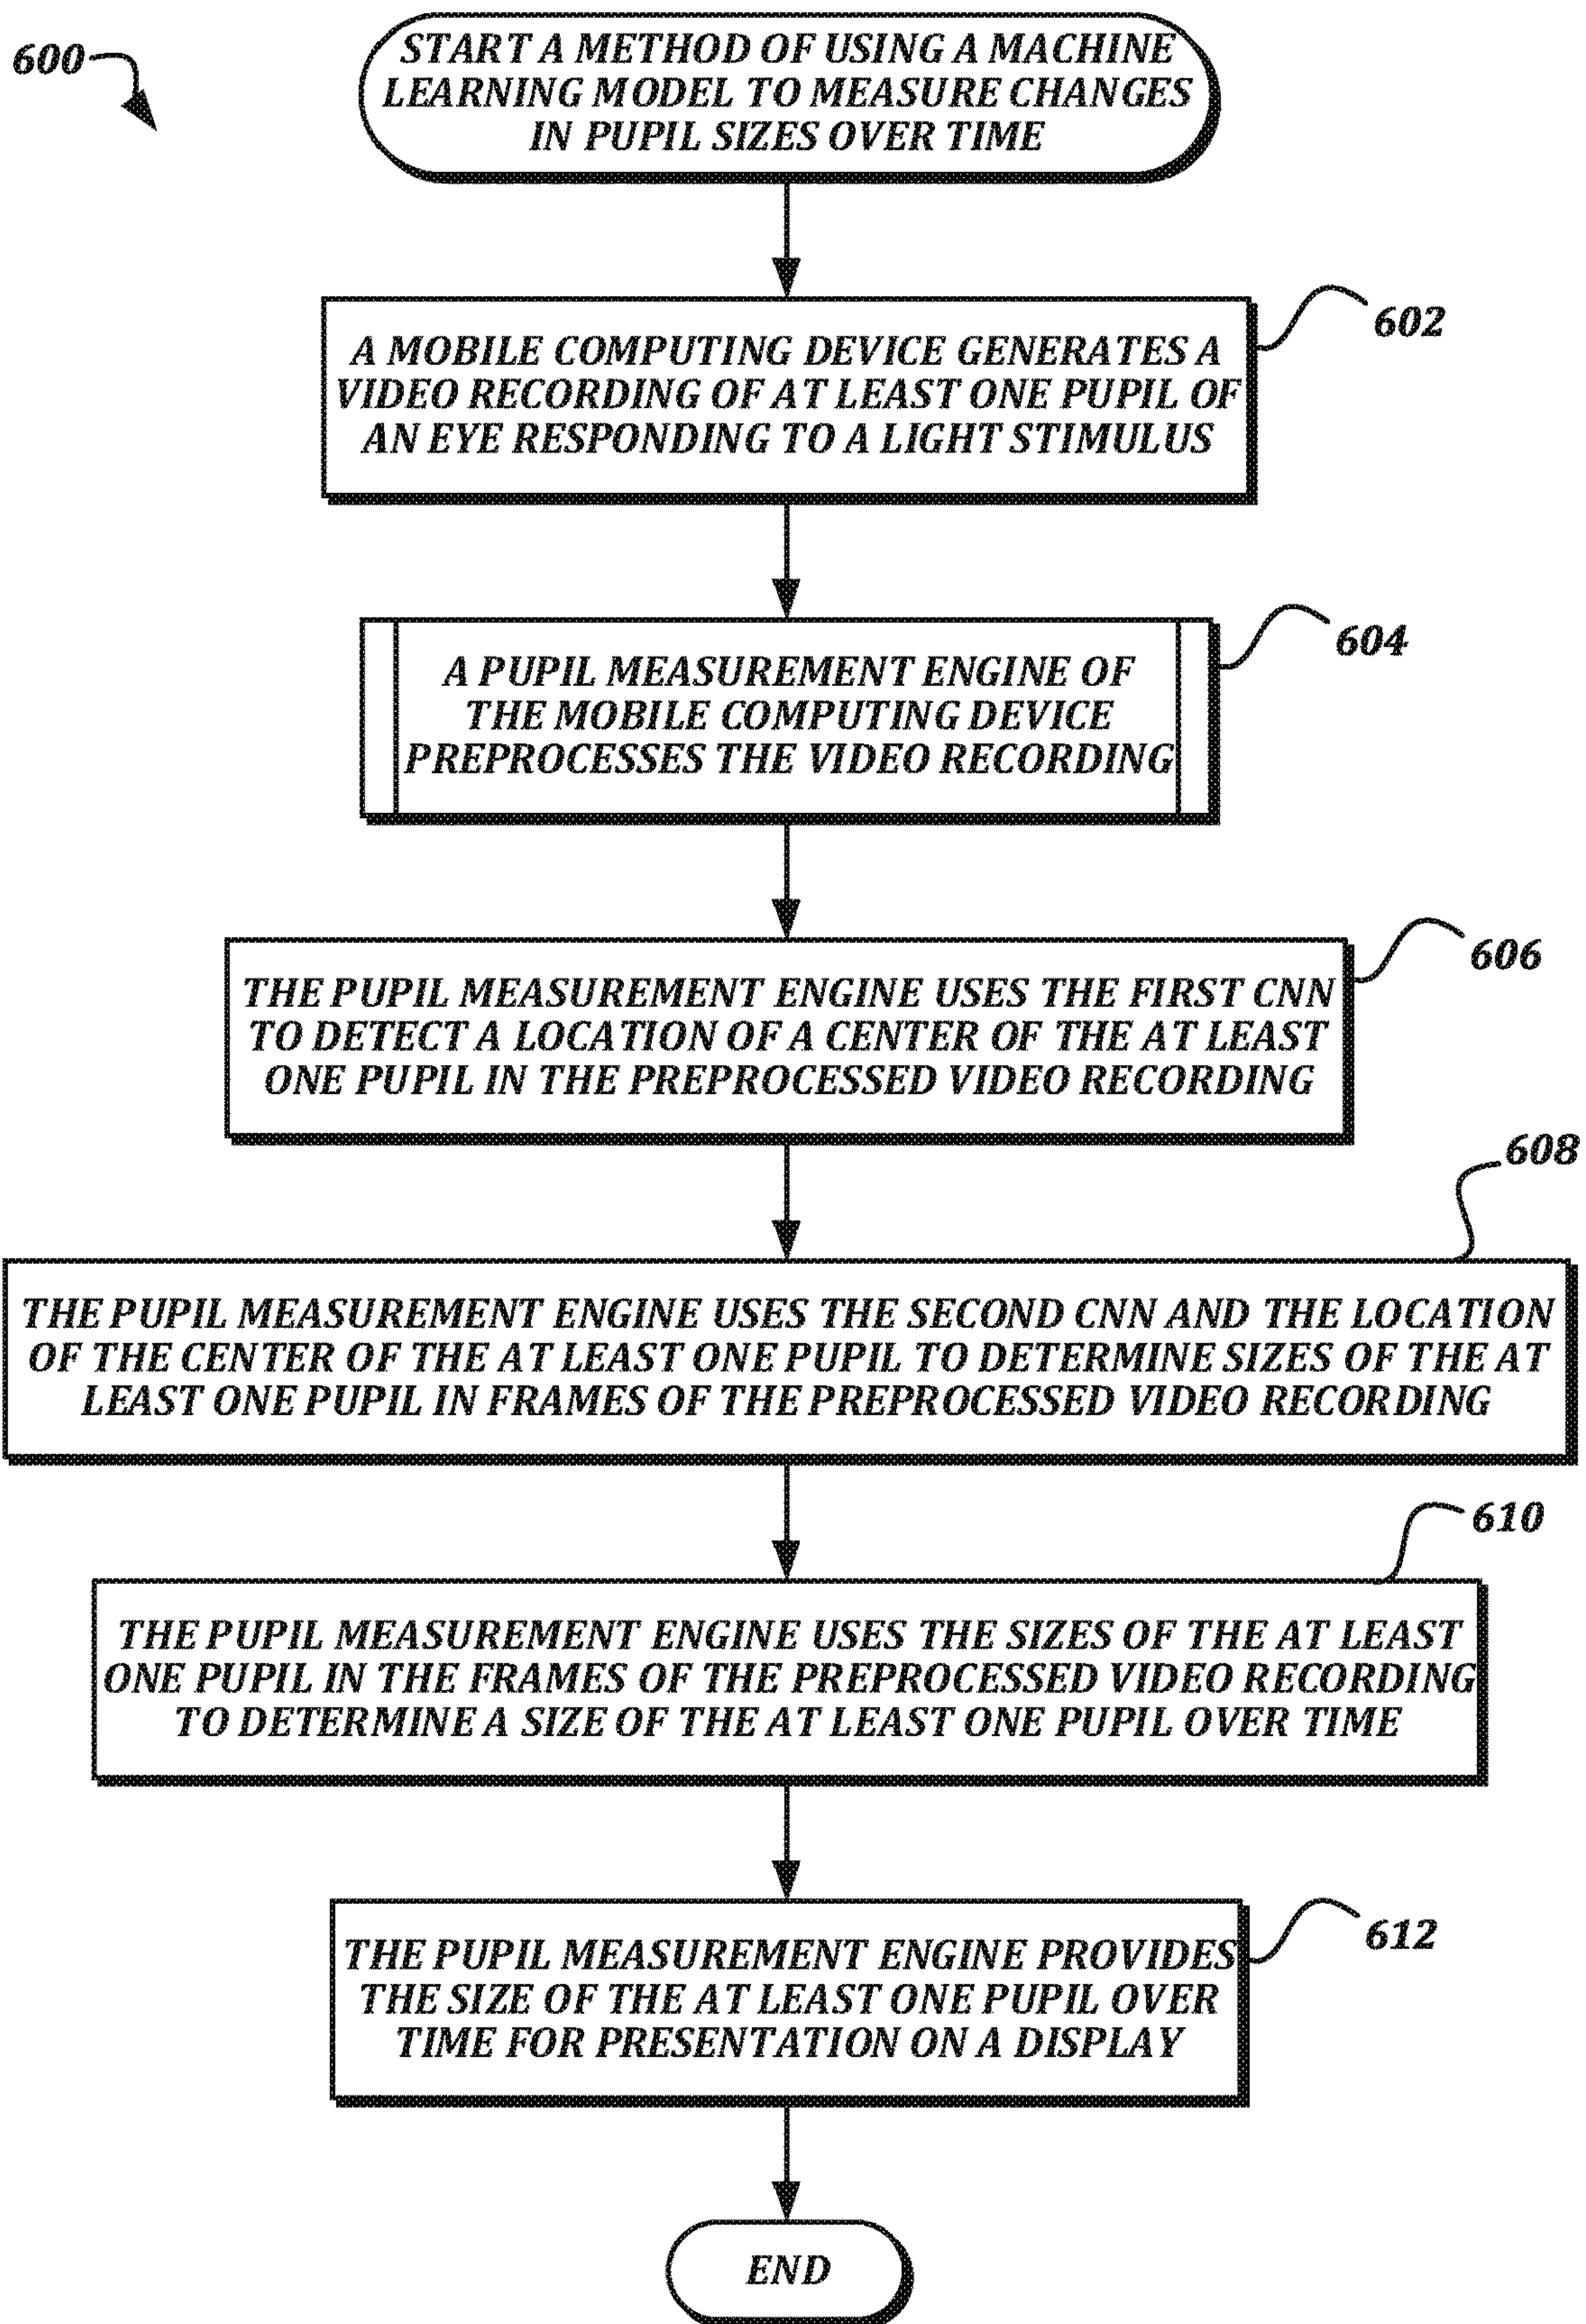 600
START A METHOD OF USING A MACHINE
LEARNING MODEL TO MEASURE CHANGES
IN PUPIL SIZES OVER TIME
602
A MOBILE COMPUTING DEVICE GENERATES A
VIDEO RECORDING OF AT LEAST ONE PUPIL OF
AN EYE RESPONDING TO A LIGHT STIMULUS
604
A PUPIL MEASUREMENT ENGINE OF
THE MOBILE COMPUTING DEVICE
PREPROCESSES THE VIDEO RECORDING
606
THE PUPIL MEASUREMENT ENGINE USES THE FIRST CNN
TO DETECT A LOCATION OF A CENTER OF THE AT LEAST
ONE PUPIL IN THE PREPROCESSED VIDEO RECORDING
608
THE PUPIL MEASUREMENT ENGINE USES THE SECOND CNN AND THE LOCATION
OF THE CENTER OF THE AT LEAST ONE PUPIL TO DETERMINE SIZES OF THE AT
LEAST ONE PUPIL IN FRAMES OF THE PREPROCESSED VIDEO RECORDING
610
THE PUPIL MEASUREMENT ENGINE USES THE SIZES OF THE AT LEAST
ONE PUPIL IN THE FRAMES OF THE PREPROCESSED VIDEO RECORDING
TO DETERMINE A SIZE OF THE AT LEAST ONE PUPIL OVER TIME
612
THE PUPIL MEASUREMENT ENGINE PROVIDES
THE SIZE OF THE AT LEAST ONE PUPIL OVER
TIME FOR PRESENTATION ON A DISPLAY
END